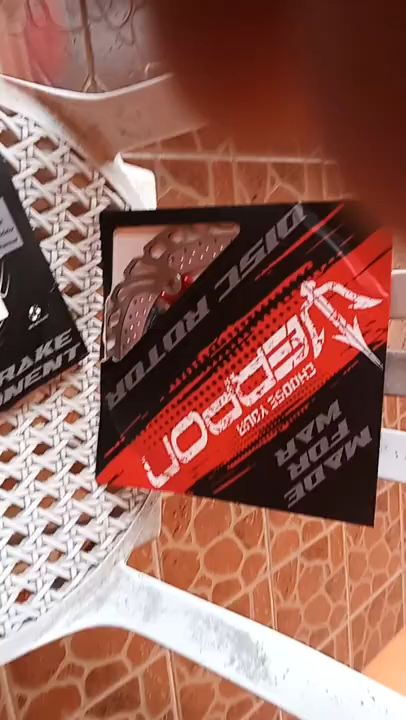 DISC ROTOR
CHOOSE YOUR
WEAPON
MADE
FOR
WAR
RAKE
ONENT